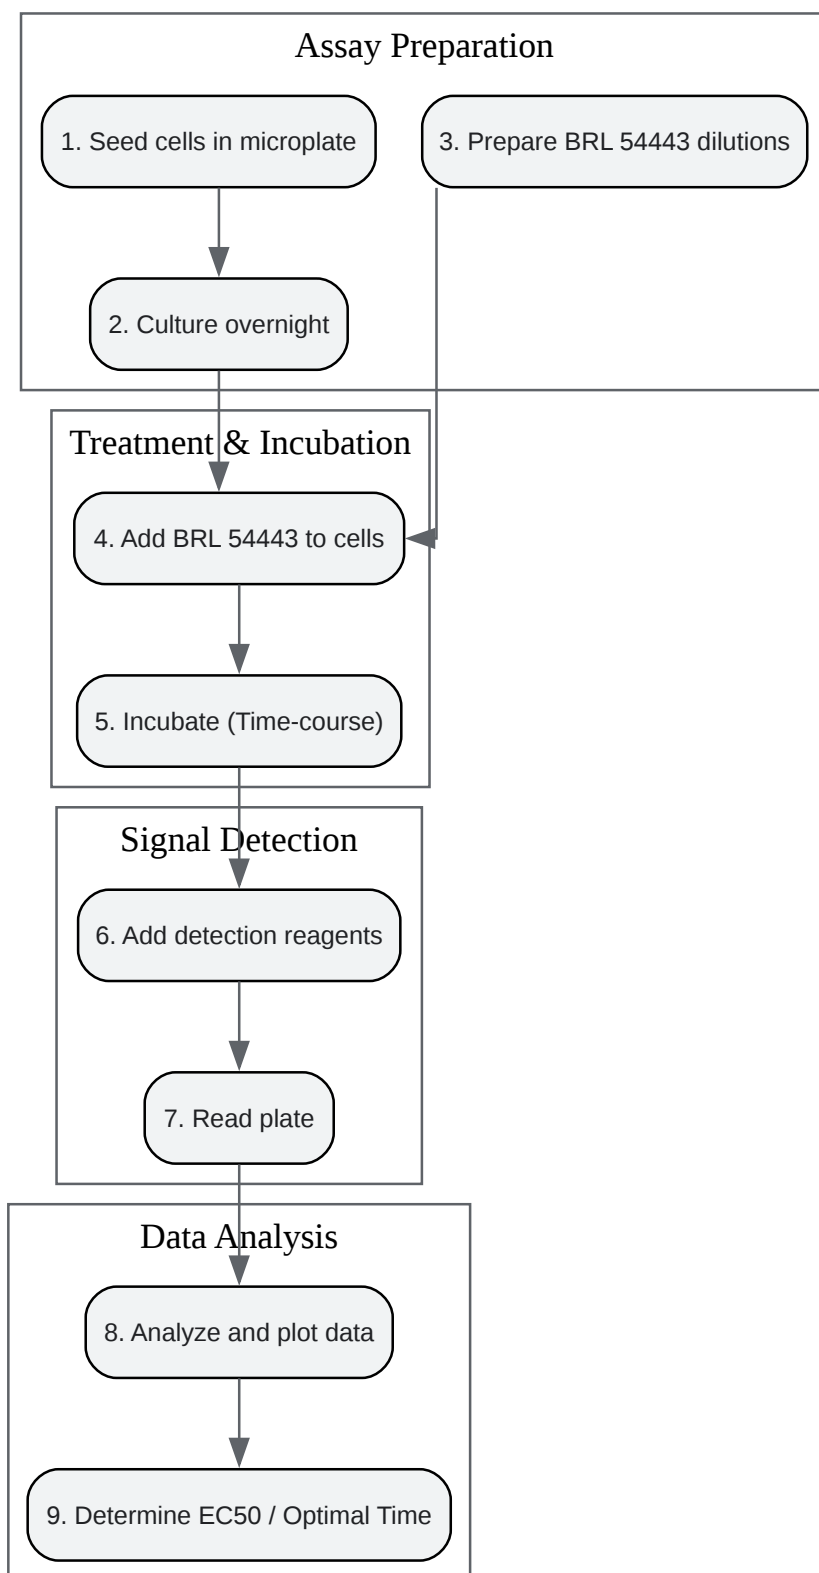 Assay Preparation
1. Seed cells in microplate
3. Prepare BRL 54443 dilutions
2. Culture overnight
Treatment & Incubation
4. Add BRL 54443 to cells
5. Incubate (Time-course)
Signal Detection
6. Add detection reagents
7. Read plate
Data Analysis
8. Analyze and plot data
9. Determine EC50 / Optimal Time